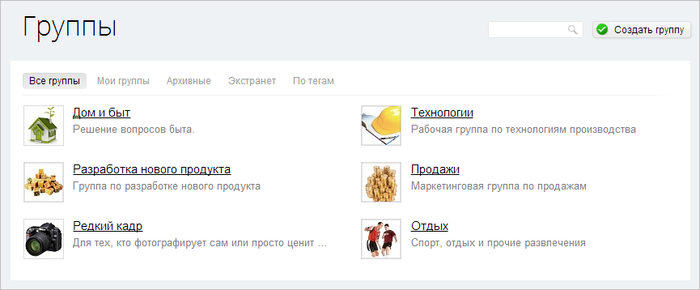 Группы
Создать группу
Все группы Мои группы Архивные Экстранет По тегам
Дом и быт
Решение вопросов быта.
Технологии
Рабочая группа по технологиям производства
Разработка нового продукта
Группа по разработке нового продукта
Продажи
Маркетинговая группа по продажам
Редкий кадр
Для тех, кто фотографирует сам или просто ценит ...
Отдых
Спорт, отдых и прочие развлечения